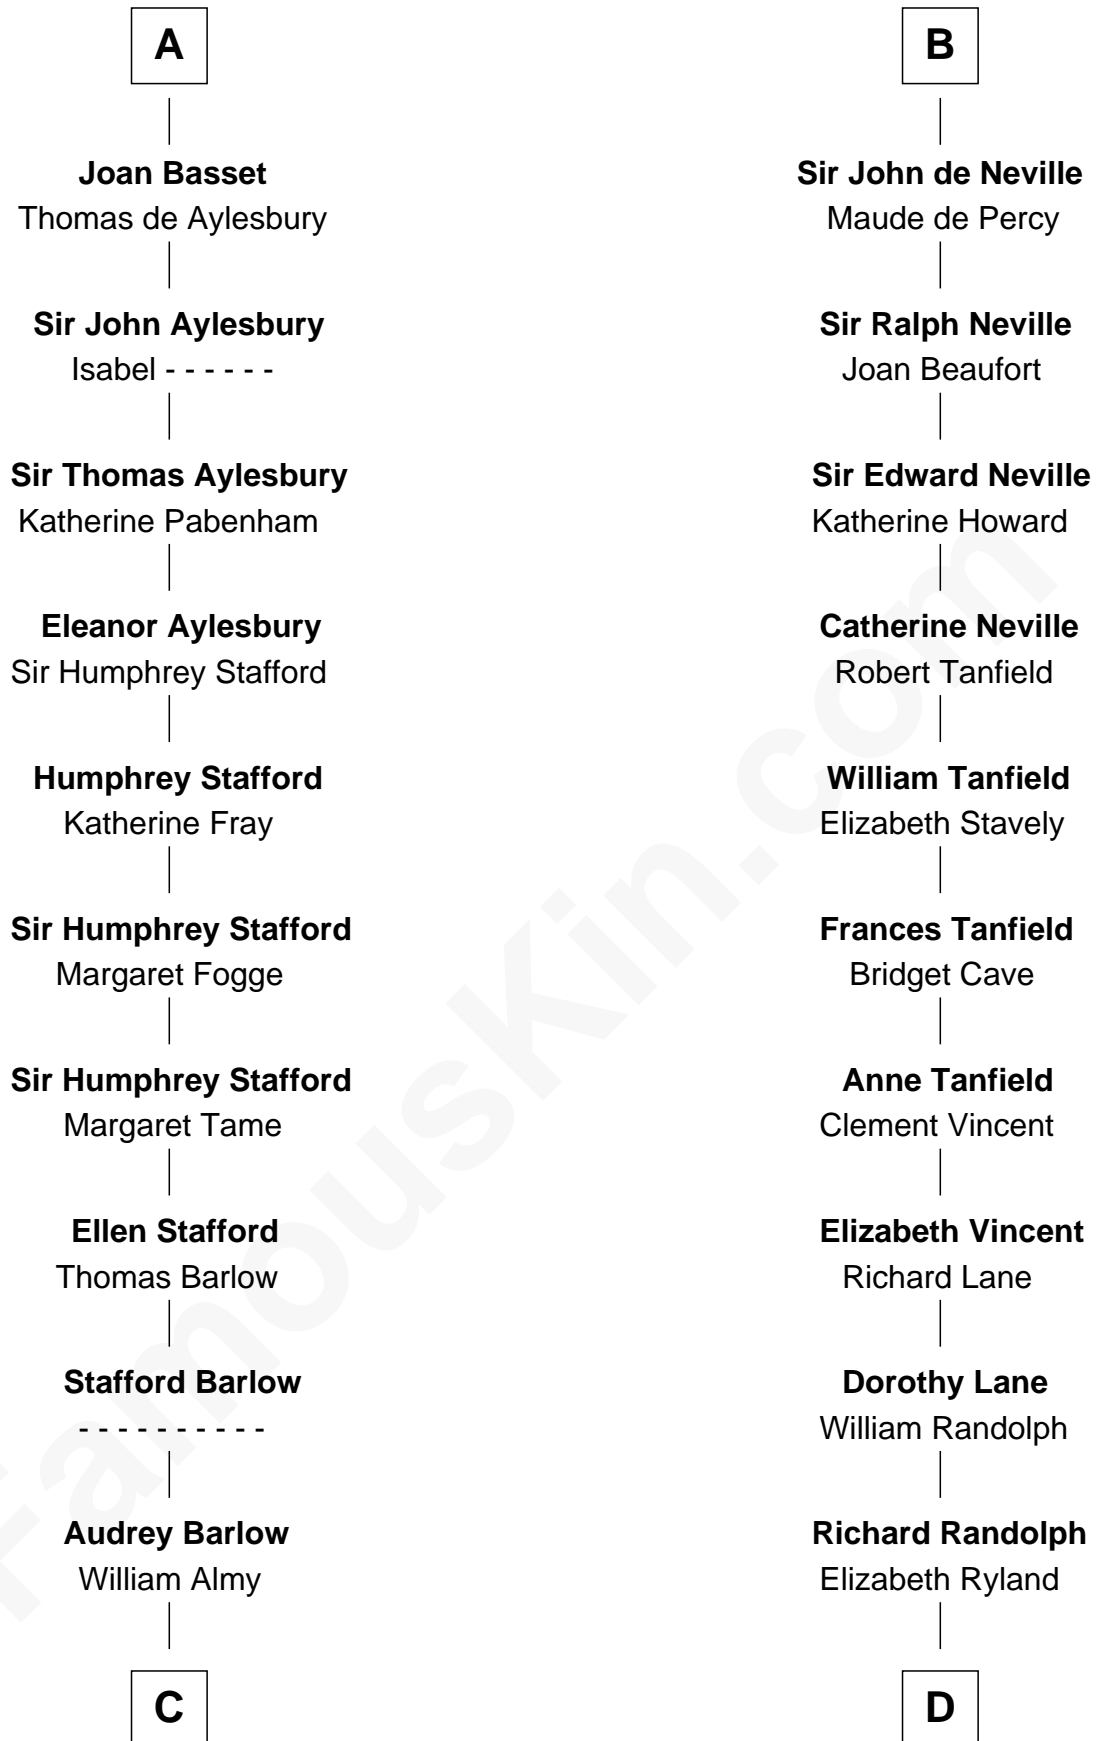 A
Joan Basset
Thomas de Aylesbury
Sir John Aylesbury
Isabel - - - - - -
Sir Thomas Aylesbury
Katherine Pabenham
Eleanor Aylesbury
Sir Humphrey Stafford
Humphrey Stafford
Katherine Fray
Sir Humphrey Stafford
Margaret Fogge
Sir Humphrey Stafford
Margaret Tame
Ellen Stafford
Thomas Barlow
Stafford Barlow
- - - - - - - - - -
Audrey Barlow
William Almy
C
B
Sir John de Neville
Maude de Percy
Sir Ralph Neville
Joan Beaufort
Sir Edward Neville
Katherine Howard
Catherine Neville
Robert Tanfield
William Tanfield
Elizabeth Stavely
Frances Tanfield
Bridget Cave
Anne Tanfield
Clement Vincent
Elizabeth Vincent
Richard Lane
Dorothy Lane
William Randolph
Richard Randolph
Elizabeth Ryland
D
FamousKin.com